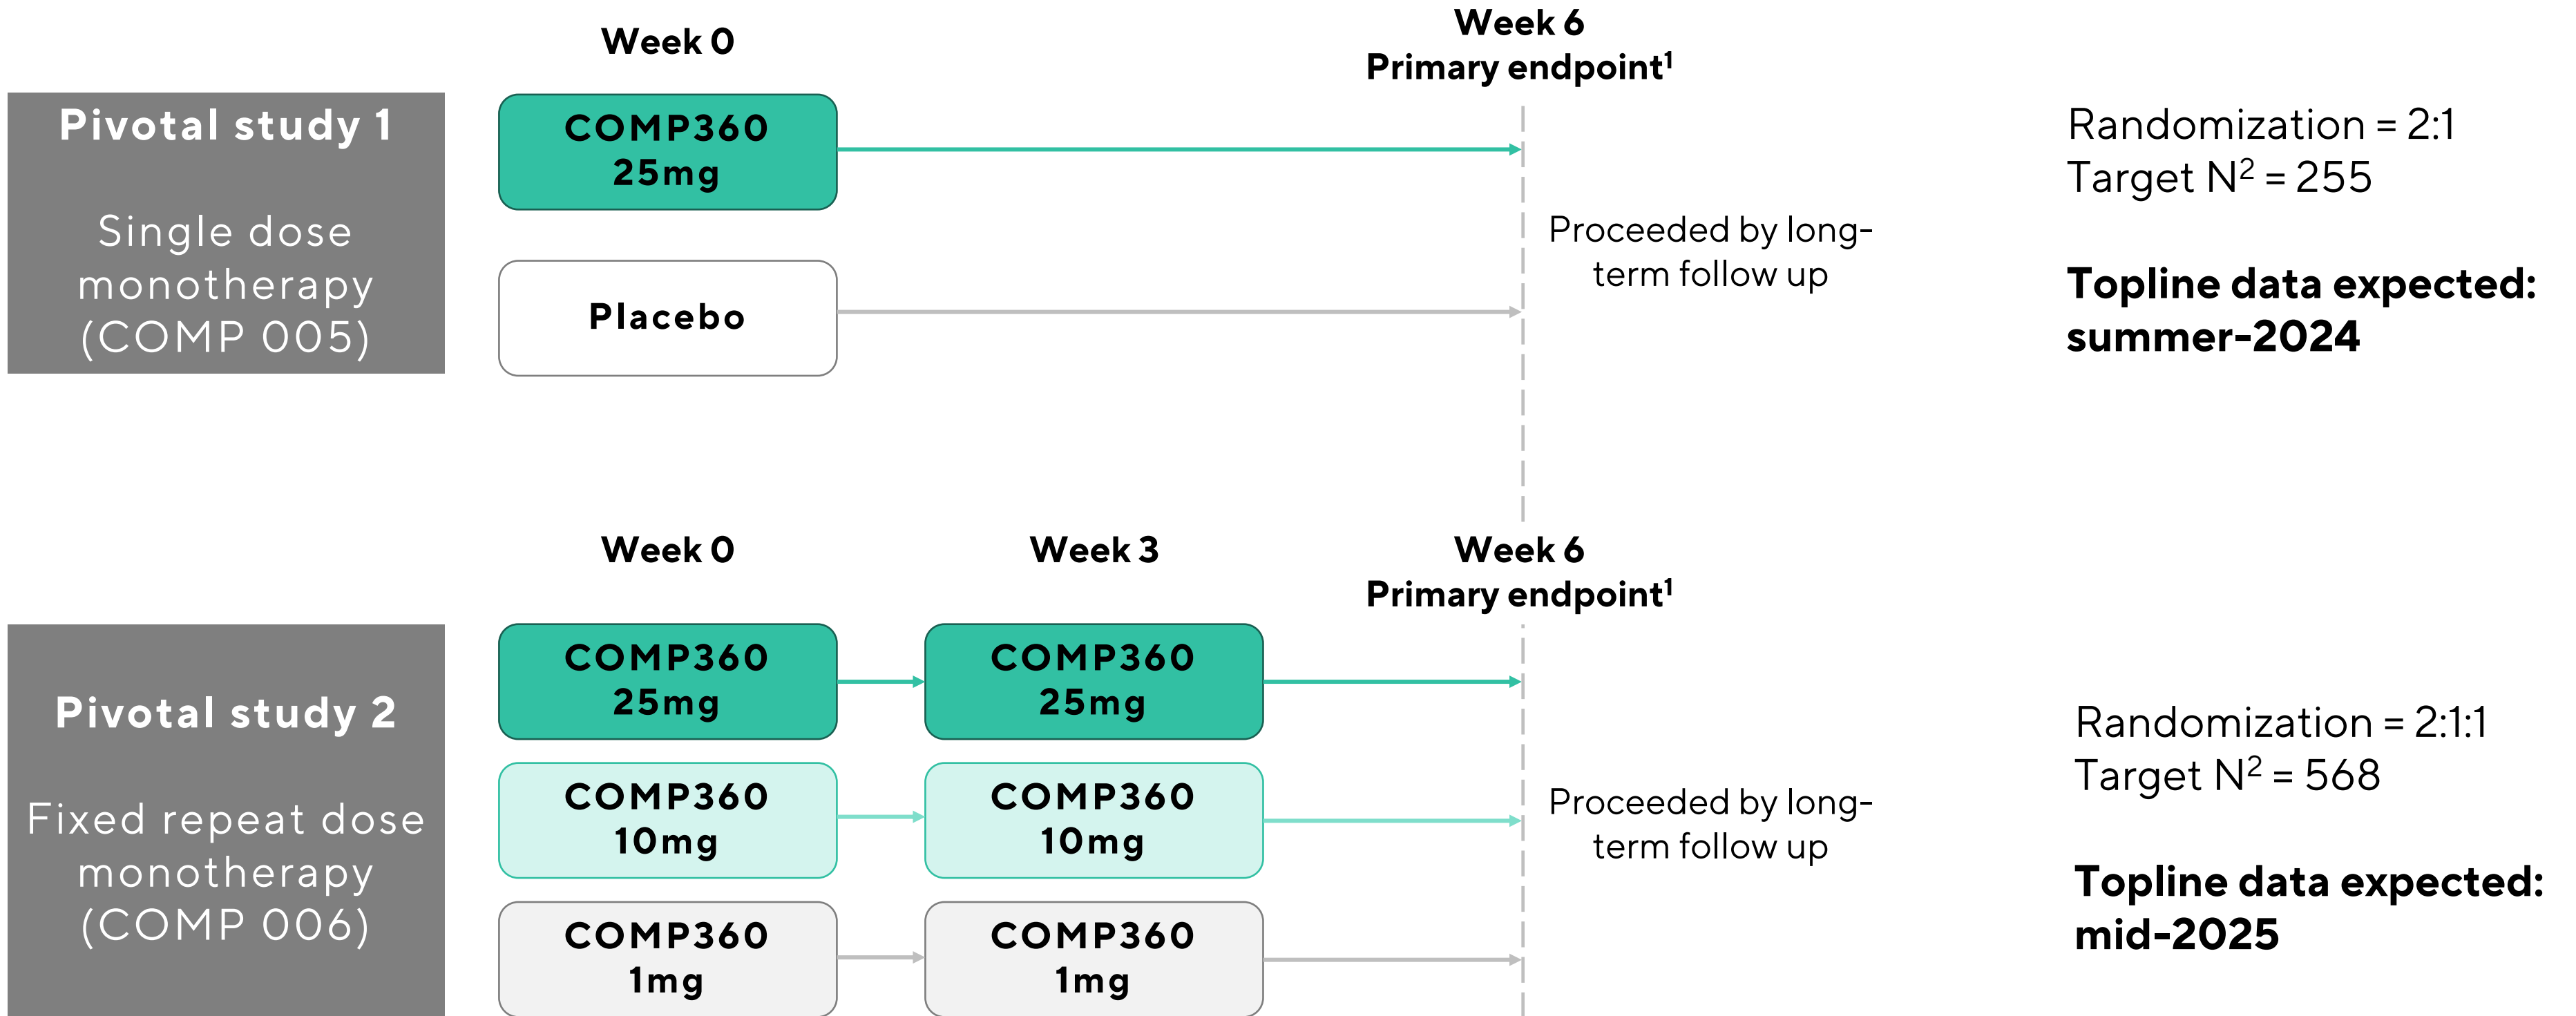 Week 0
Week 6
Primary endpoint¹
Pivotal study 1
Single dose
monotherapy
(COMP 005)
COMP360
25mg
Placebo
Proceeded by long-
term follow up
Randomization = 2:1
Target N² = 255
Topline data expected:
summer-2024
Week 0
Week 3
Week 6
Primary endpoint¹
Pivotal study 2
Fixed repeat dose
monotherapy
(COMP 006)
COMP360
25mg
COMP360
25mg
COMP360
10mg
COMP360
10mg
COMP360
1mg
COMP360
1mg
Proceeded by long-
term follow up
Randomization = 2:1:1
Target N² = 568
Topline data expected:
mid-2025